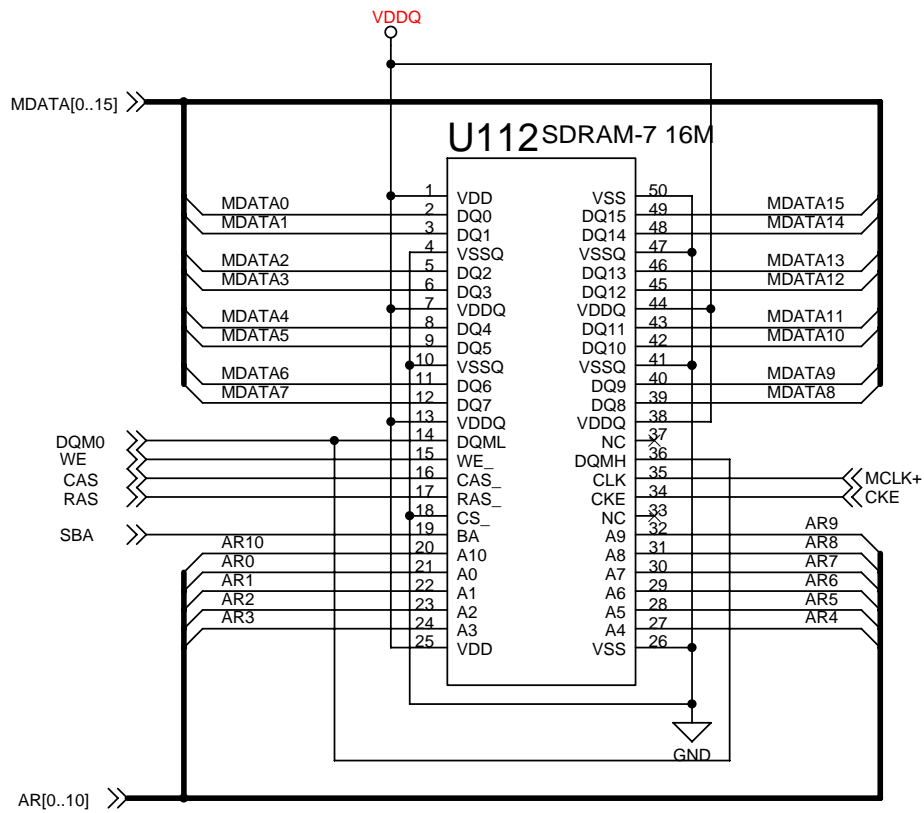 VDDQ
MDATA[0..15]
U112 SDRAM-7 16M
1 VDD VSS 50
MDATA0 2 DQ0 DQ15 49 MDATA15
MDATA1 3 DQ1 DQ14 48 MDATA14
4 VSSQ VSSQ 47
MDATA2 5 DQ2 DQ13 46 MDATA13
MDATA3 6 DQ3 DQ12 45 MDATA12
7 VDDQ VDDQ 44
MDATA4 8 DQ4 DQ11 43 MDATA11
MDATA5 9 DQ5 DQ10 42 MDATA10
10 VSSQ VSSQ 41
MDATA6 11 DQ6 DQ9 40 MDATA9
MDATA7 12 DQ7 DQ8 39 MDATA8
13 VDDQ VDDQ 38
DQM0 14 DQML NC 37
WE 15 WE_ DQMH 36
CAS 16 CAS_ CLK 35 MCLK+
RAS 17 RAS_ CKE 34 CKE
18 CS_ NC 33
SBA 19 BA A9 32 AR9
AR10 20 A10 A8 31 AR8
AR0 21 A0 A7 30 AR7
AR1 22 A1 A6 29 AR6
AR2 23 A2 A5 28 AR5
AR3 24 A3 A4 27 AR4
25 VDD VSS 26
GND
AR[0..10]